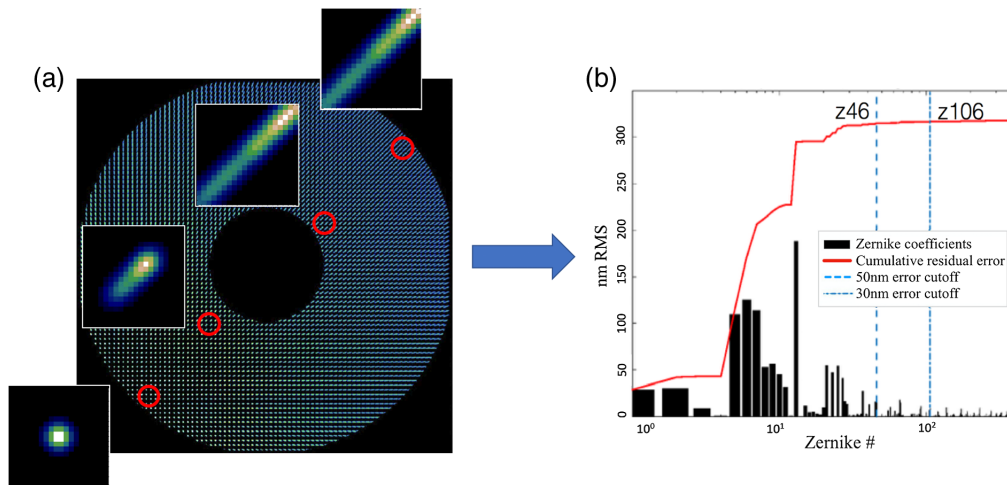 (a)
(b)
z46
z106
300
250
200
150
100
50
0
nm RMS
Zernike coefficients
Cumulative residual error
50nm error cutoff
30nm error cutoff
10⁰
10¹
10²
Zernike #